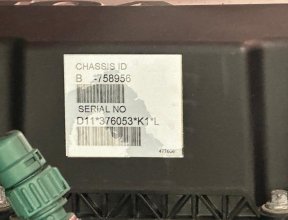 CHASSIS ID
B -758956
SERIAL NO
D11*376053*K1*L